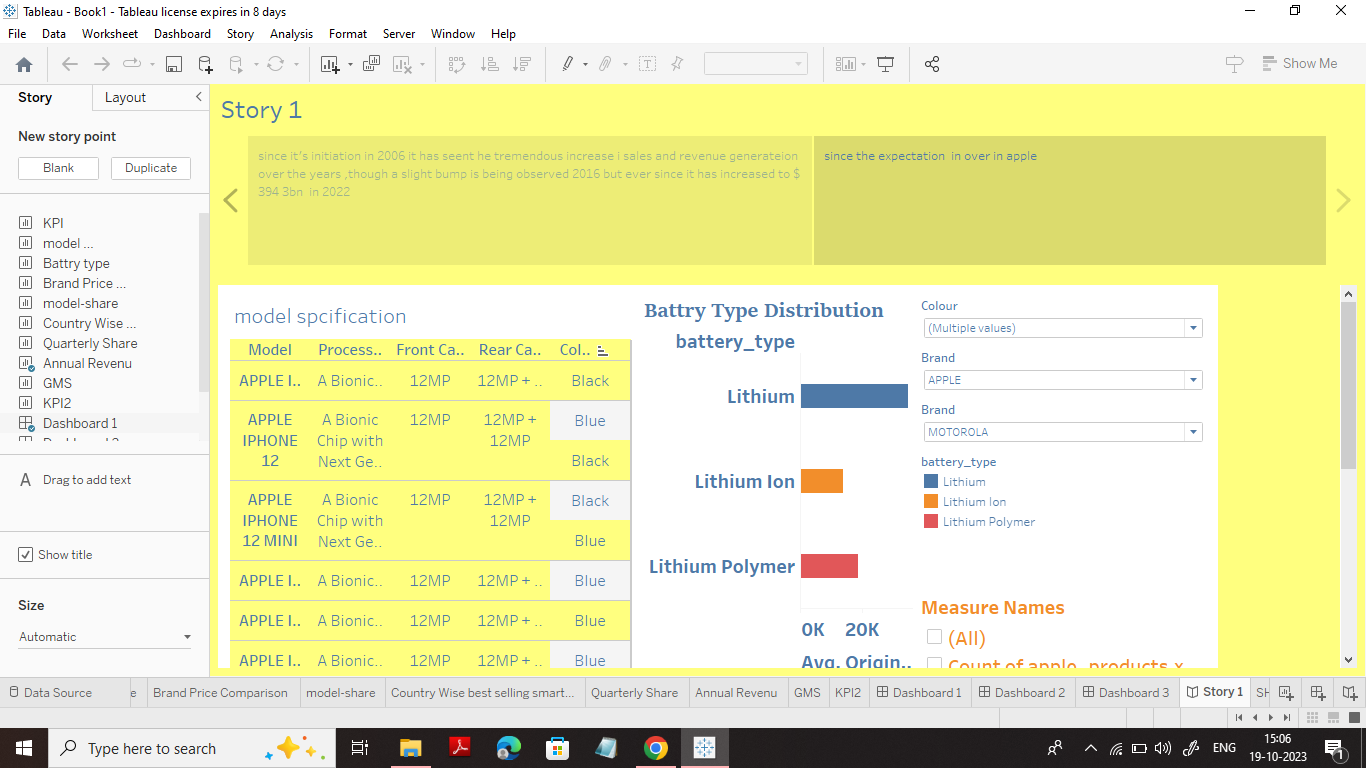 Tableau - Book1 - Tableau license expires in 8 days
File Data Worksheet Dashboard Story Analysis Format Server Window Help
Show Me
Story Layout
New story point
Blank Duplicate
KPI
model ...
Battry type
Brand Price ...
model-share
Country Wise ...
Quarterly Share
Annual Revenu
GMS
KPI2
Dashboard 1
Drag to add text
Show title
Size
Automatic
Story 1
since it's initiation in 2006 it has seent he tremendous increase i sales and revenue generateion
over the years ,though a slight bump is being observed 2016 but ever since it has increased to $
394 3bn in 2022
since the expectation in over in apple
model spcification
Model Process.. Front Ca.. Rear Ca.. Col..
APPLE I.. A Bionic.. 12MP 12MP + .. Black
APPLE A Bionic 12MP 12MP + Blue
IPHONE Chip with 12MP
12 Next Ge.. Black
APPLE A Bionic 12MP 12MP + Black
IPHONE Chip with 12MP
12 MINI Next Ge.. Blue
APPLE I.. A Bionic.. 12MP 12MP + .. Blue
APPLE I.. A Bionic.. 12MP 12MP + .. Blue
APPLE I.. A Bionic.. 12MP 12MP + .. Blue
Battry Type Distribution
battery_type
Lithium
Lithium Ion
Lithium Polymer
0K 20K
Avg. Origin..
Colour
(Multiple values)
Brand
APPLE
Brand
MOTOROLA
battery_type
Lithium
Lithium Ion
Lithium Polymer
Measure Names
(All)
Count of apple_products.x
Data Source e Brand Price Comparison model-share Country Wise best selling smart... Quarterly Share Annual Revenu GMS KPI2 Dashboard 1 Dashboard 2 Dashboard 3 Story 1 SH
Type here to search
ENG
15:06
19-10-2023
1